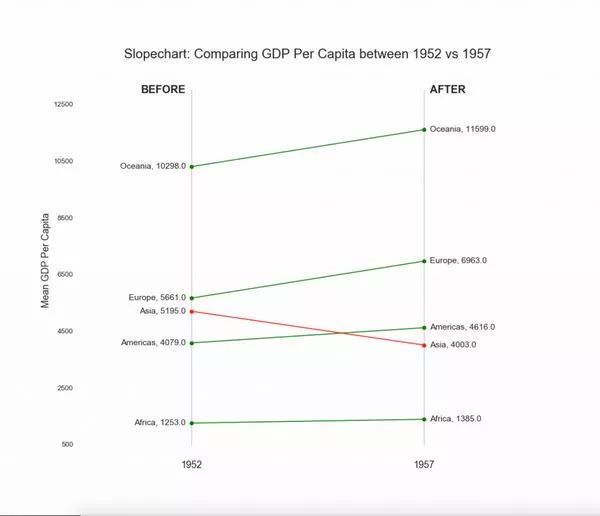 Slopechart: Comparing GDP Per Capita between 1952 vs 1957
BEFORE
AFTER
12500
Oceania, 11599.0
10500
Oceania, 10298.0
8500
Mean GDP Per Capita
Europe, 6963.0
6500
Europe, 5661.0
Asia, 5195.0
4500
Americas, 4616.0
Americas, 4079.0
Asia, 4003.0
2500
Africa, 1385.0
Africa, 1253.0
500
1952
1957